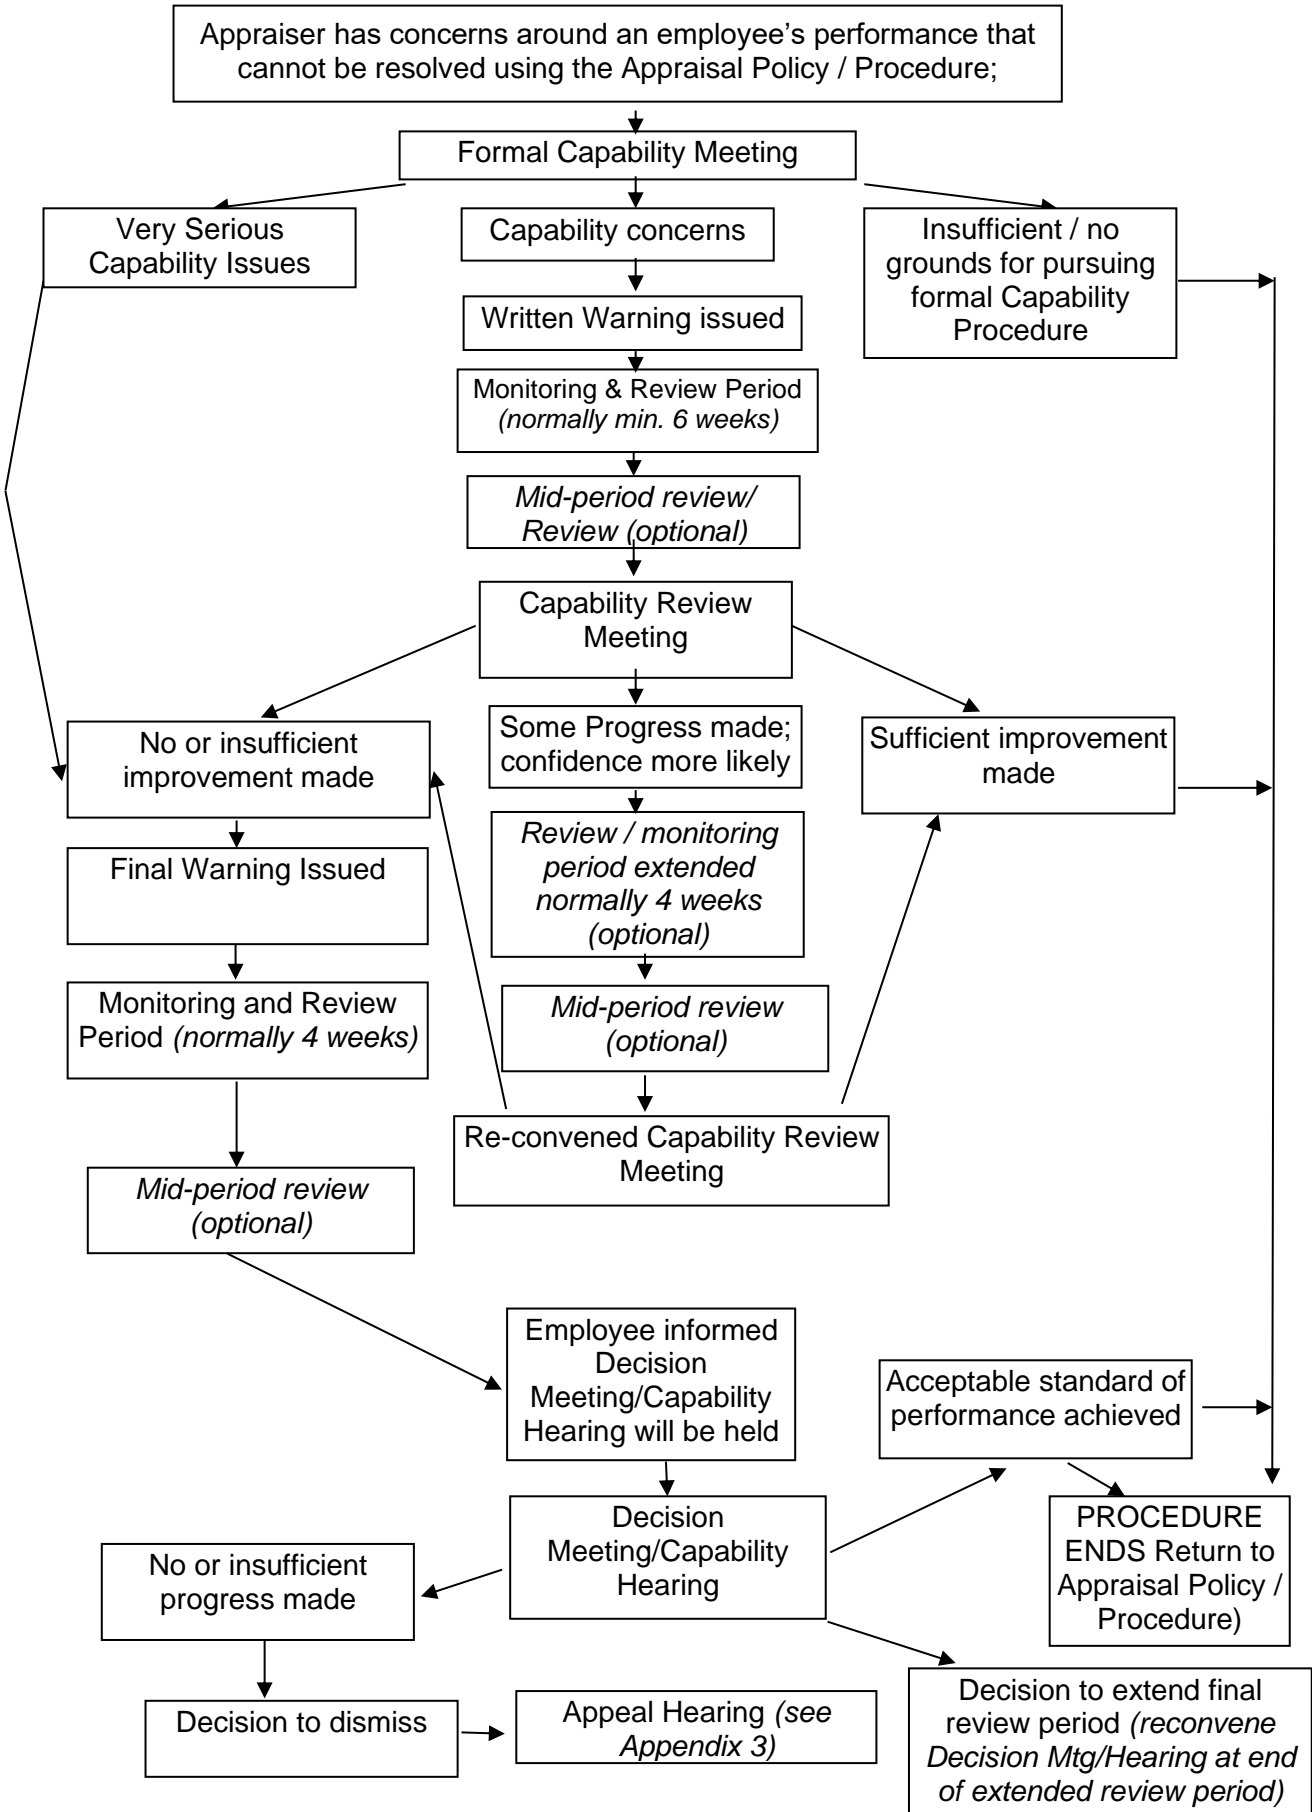 Appraiser has concerns around an employee's performance that
cannot be resolved using the Appraisal Policy / Procedure;
Formal Capability Meeting
Very Serious
Capability Issues
Capability concerns
Insufficient / no
grounds for pursuing
formal Capability
Procedure
Written Warning issued
Monitoring & Review Period
(normally min. 6 weeks)
Mid-period review/
Review (optional)
Capability Review
Meeting
No or insufficient
improvement made
Some Progress made;
confidence more likely
Sufficient improvement
made
Final Warning Issued
Review / monitoring
period extended
normally 4 weeks
(optional)
Monitoring and Review
Period (normally 4 weeks)
Mid-period review
(optional)
Re-convened Capability Review
Meeting
Mid-period review
(optional)
Employee informed
Decision
Meeting/Capability
Hearing will be held
Acceptable standard of
performance achieved
Decision
Meeting/Capability
Hearing
PROCEDURE
ENDS Return to
Appraisal Policy /
Procedure)
No or insufficient
progress made
Decision to dismiss
Appeal Hearing (see
Appendix 3)
Decision to extend final
review period (reconvene
Decision Mtg/Hearing at end
of extended review period)